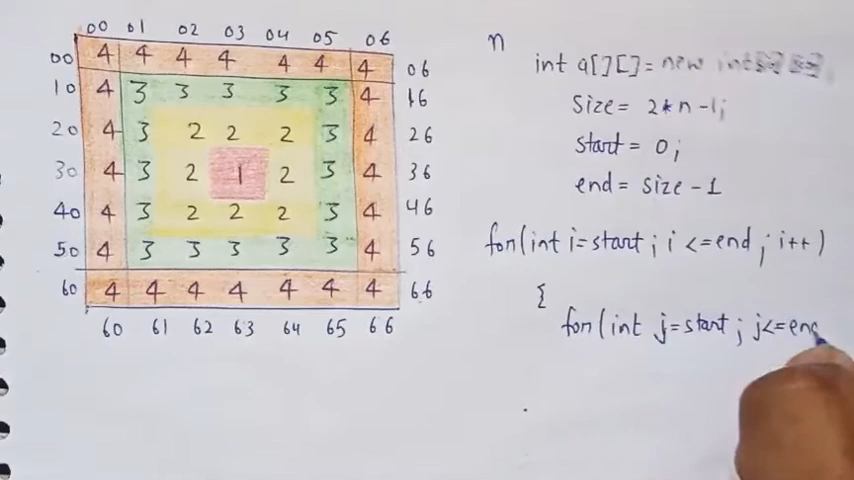 00 01 02 03 04 05 06
00 4 4 4 4 4 4 4 06
10 4 3 3 3 3 3 4 16
20 4 3 2 2 2 3 4 26
30 4 3 2 1 2 3 4 36
40 4 3 2 2 2 3 4 46
50 4 3 3 3 3 3 4 56
60 4 4 4 4 4 4 4 66
60 61 62 63 64 65 66
n
int a[][]= new int
size= 2*n-1;
start = 0;
end = size -1
for(int i=start; i <=end; i++)
{
for(int j=start; j<=end